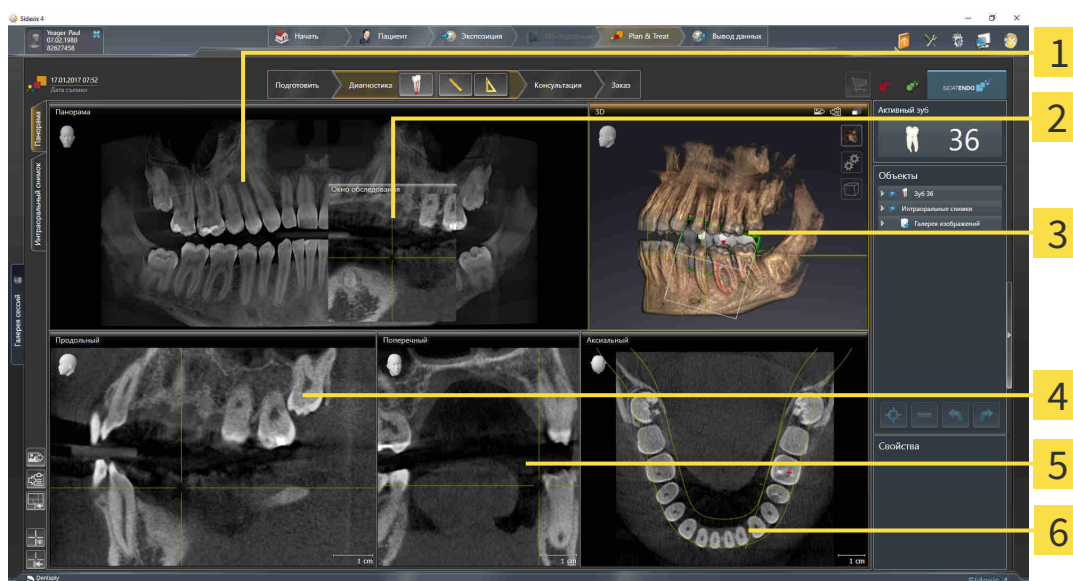 Sidexis 4
Yeager Paul
07.02.1980
82627458
Начать
Пациент
Экспозиция
Обследование
Plan & Treat
Вывод данных
1
17.01.2017 07:52
Дата съемки
Подготовить
Диагностика
Консультация
Заказ
SICAT ENDO
Панорама
Интраоральный снимок
Галерея сессий
Панорама
Окно обследования
3D
Активный зуб
36
2
Объекты
Зуб 36
Интраоральные снимки
Галерея изображений
3
Продольный
Поперечный
Аксиальный
4
Свойства
5
6
1 cm
1 cm
1 cm
Dentsply
Sidexis 4